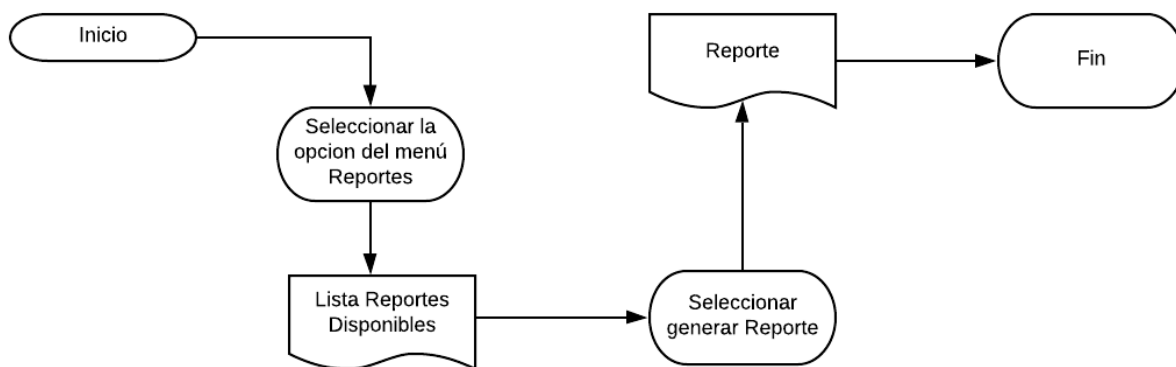 Inicio
Seleccionar la
opcion del menú
Reportes
Lista Reportes
Disponibles
Seleccionar
generar Reporte
Reporte
Fin